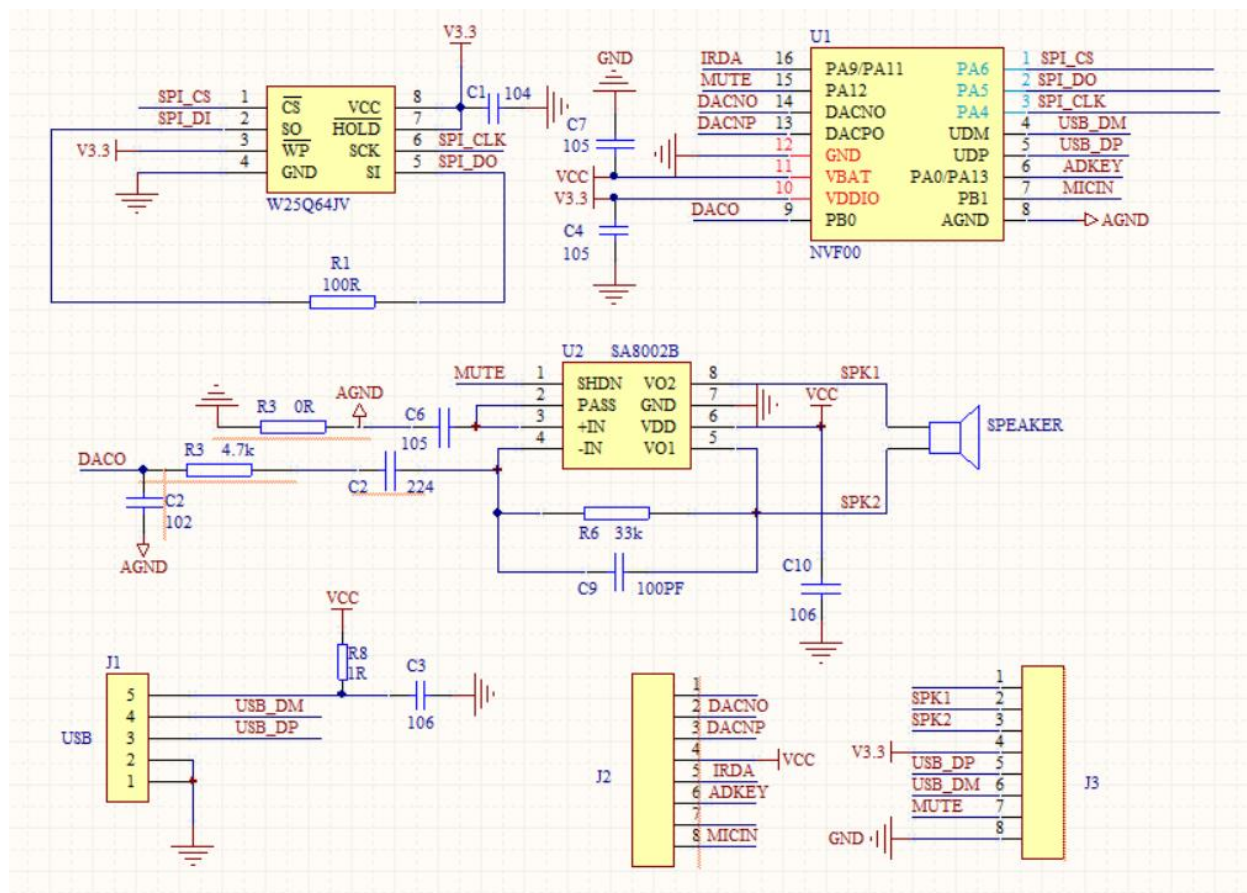 V3.3
C1 104
SPI_CS 1 CS VCC 8
SPI_DI 2 SO HOLD 7
V3.3 3 WP SCK 6 SPI_CLK
4 GND SI 5 SPI_DO
W25Q64JV
R1
100R
U1
GND
IRDA 16 PA9/PA11 PA6 1 SPI_CS
MUTE 15 PA12 PA5 2 SPI_DO
DACNO 14 DACNO PA4 3 SPI_CLK
DACNP 13 DACPO UDM 4 USB_DM
12 GND UDP 5 USB_DP
VCC 11 VBAT PA0/PA13 6 ADKEY
V3.3 10 VDDIO PB1 7 MICIN
DACO 9 PB0 AGND 8 AGND
NVF00
C7
105
C4
105
U2 SA8002B
MUTE 1 SHDN VO2 8 SPK1
2 PASS GND 7
3 +IN VDD 6 VCC
4 -IN VO1 5
AGND
R3 0R
C6
105
DACO R3 4.7k
C2 224
C2
102
AGND
R6 33k
C9 100PF
SPK2
SPEAKER
C10
106
VCC
R8
1R
C3
106
J1
USB
5
4 USB_DM
3 USB_DP
2
1
J2
1
2 DACNO
3 DACNP
4 VCC
5 IRDA
6 ADKEY
7
8 MICIN
J3
1
SPK1 2
SPK2 3
V3.3 4
USB_DP 5
USB_DM 6
MUTE 7
GND 8